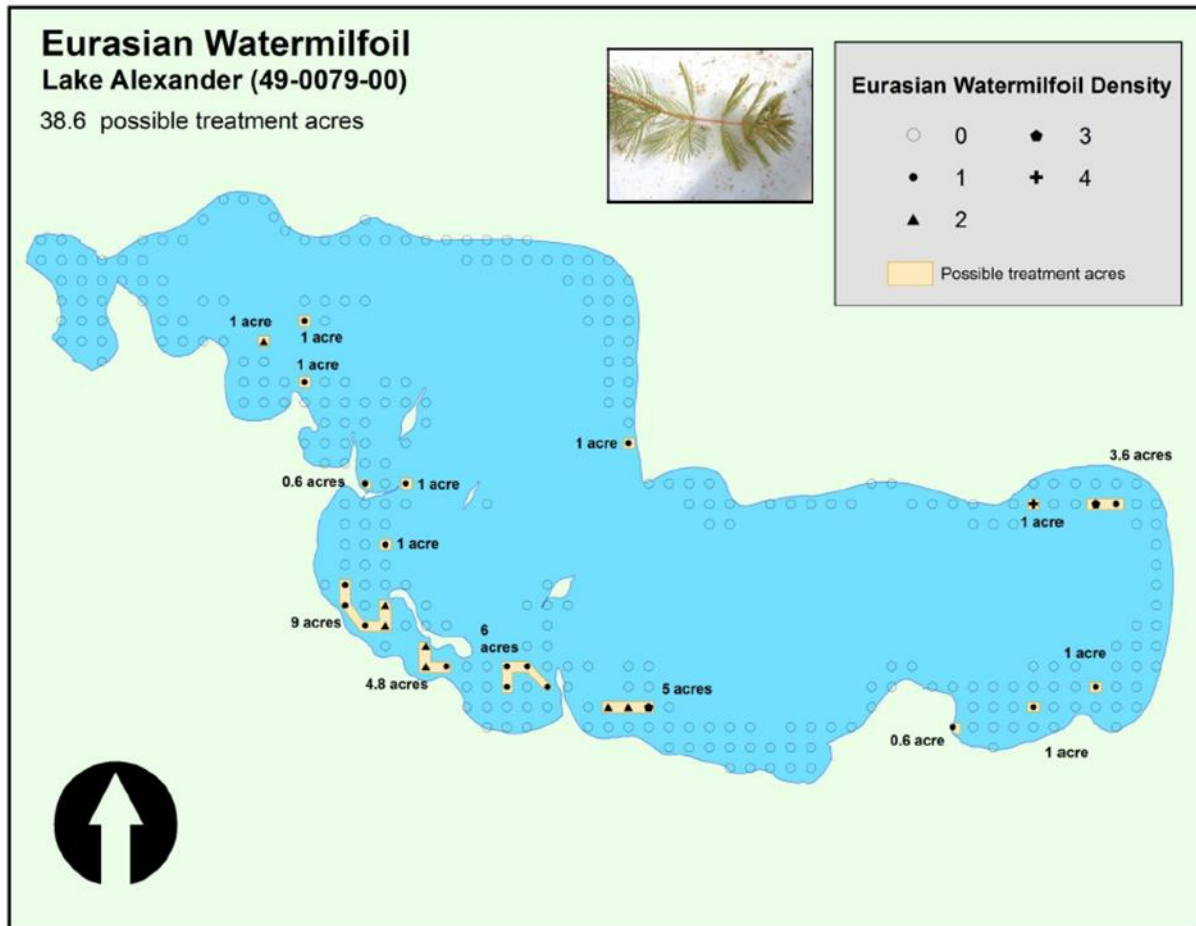 Eurasian Watermilfoil
Lake Alexander (49-0079-00)
38.6 possible treatment acres
Eurasian Watermilfoil Density
0
3
1
4
2
Possible treatment acres
1 acre
1 acre
1 acre
1 acre
3.6 acres
0.6 acres
1 acre
1 acre
1 acre
9 acres
6
acres
1 acre
4.8 acres
5 acres
0.6 acre
1 acre